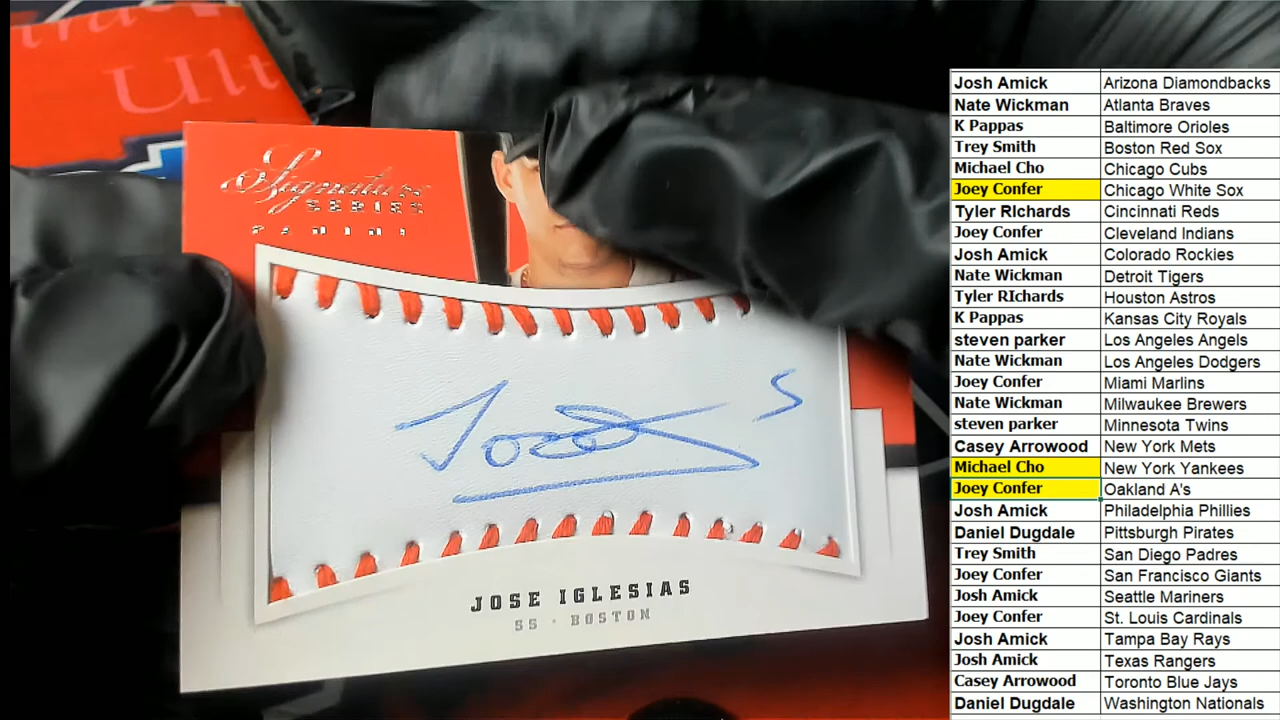 Ult
Signature
SERIES
PANINI
JOSE IGLESIAS
SS · BOSTON
Josh Amick Arizona Diamondbacks
Nate Wickman Atlanta Braves
K Pappas Baltimore Orioles
Trey Smith Boston Red Sox
Michael Cho Chicago Cubs
Joey Confer Chicago White Sox
Tyler RIchards Cincinnati Reds
Joey Confer Cleveland Indians
Josh Amick Colorado Rockies
Nate Wickman Detroit Tigers
Tyler RIchards Houston Astros
K Pappas Kansas City Royals
steven parker Los Angeles Angels
Nate Wickman Los Angeles Dodgers
Joey Confer Miami Marlins
Nate Wickman Milwaukee Brewers
steven parker Minnesota Twins
Casey Arrowood New York Mets
Michael Cho New York Yankees
Joey Confer Oakland A's
Josh Amick Philadelphia Phillies
Daniel Dugdale Pittsburgh Pirates
Trey Smith San Diego Padres
Joey Confer San Francisco Giants
Josh Amick Seattle Mariners
Joey Confer St. Louis Cardinals
Josh Amick Tampa Bay Rays
Josh Amick Texas Rangers
Casey Arrowood Toronto Blue Jays
Daniel Dugdale Washington Nationals